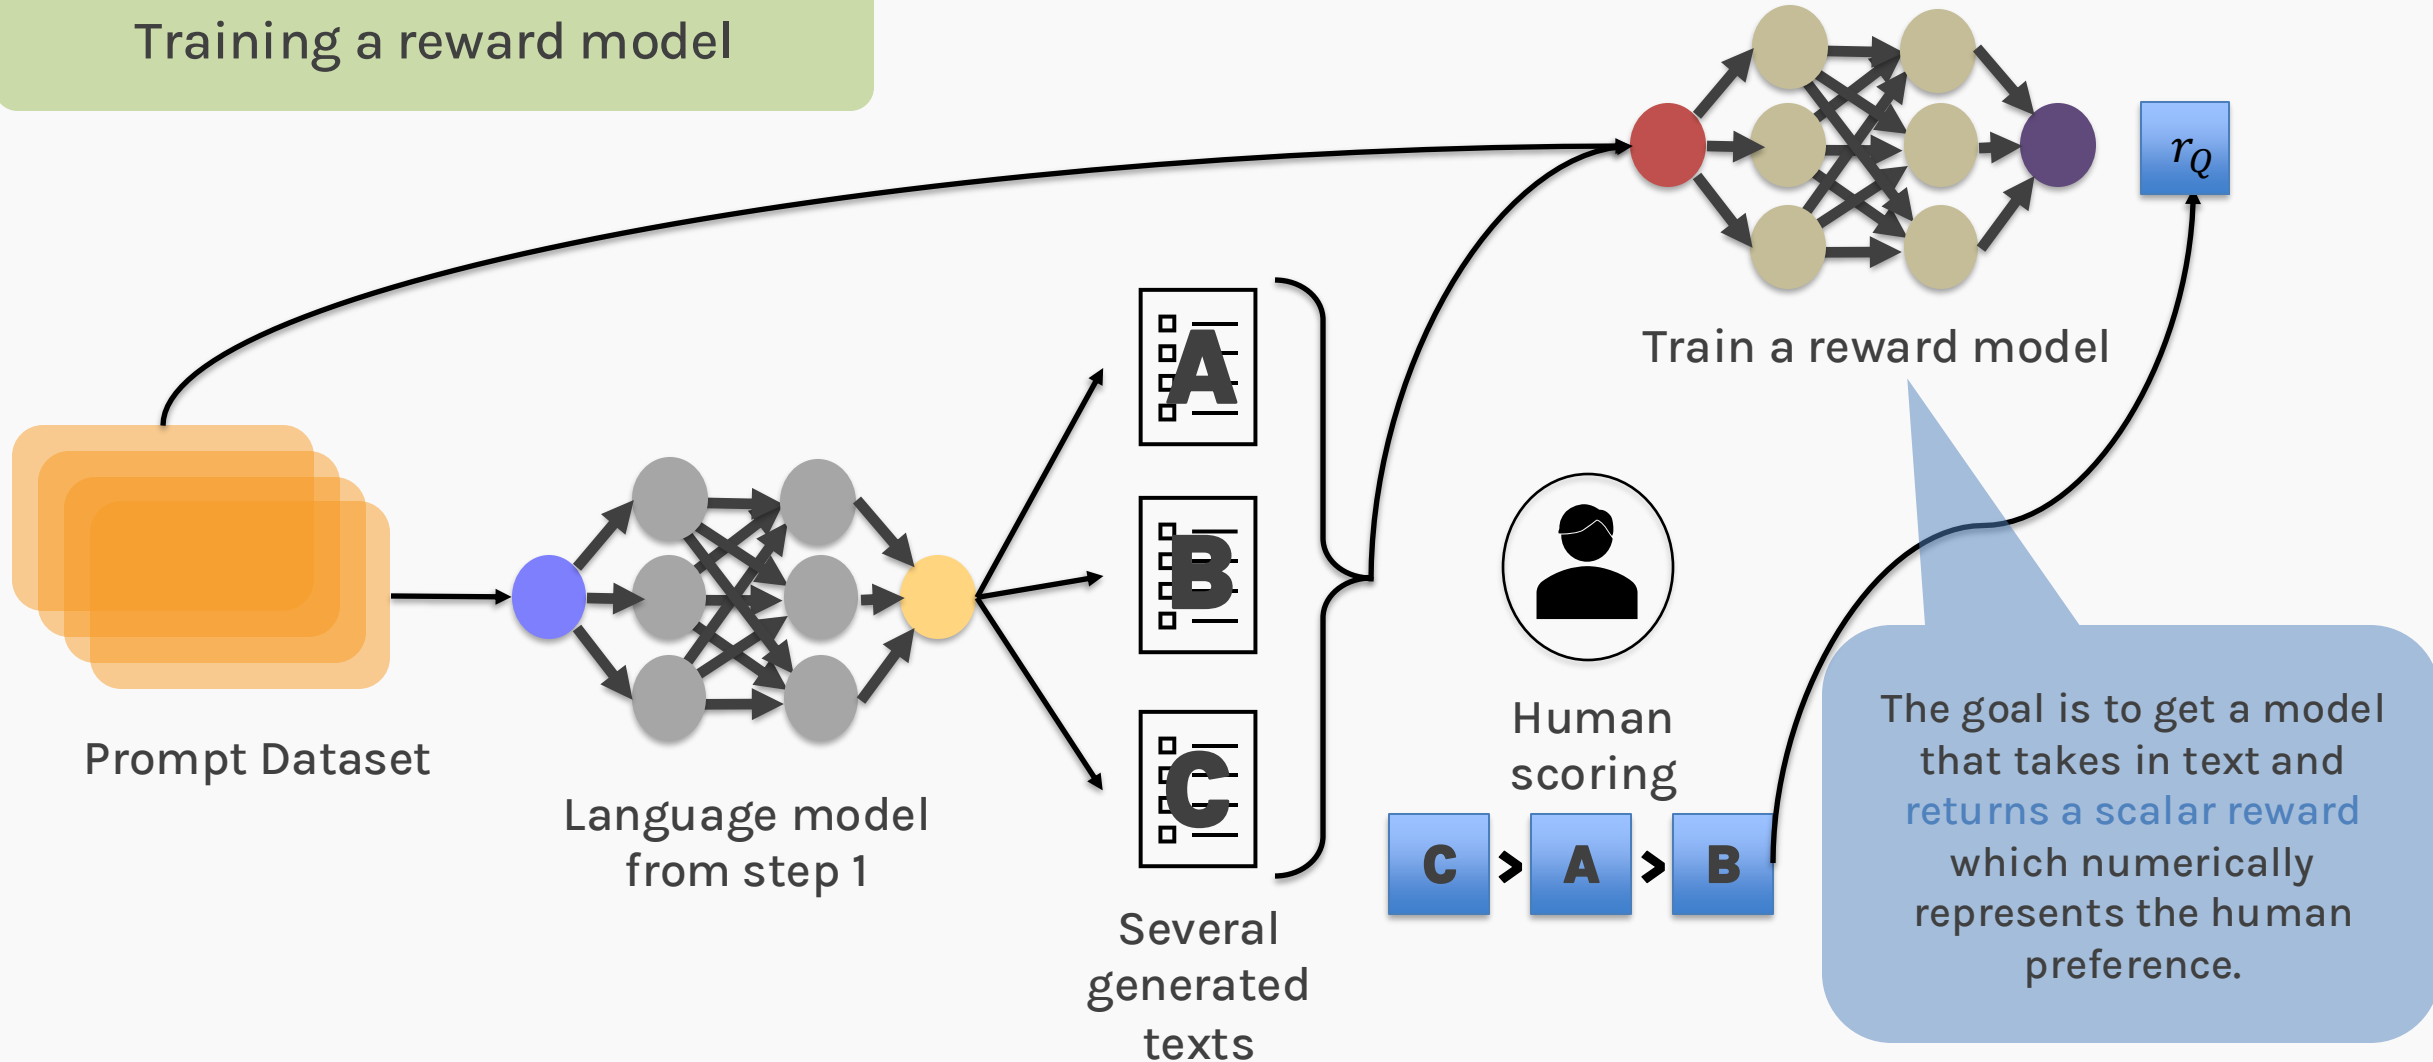 Training a reward model
r_Q
Train a reward model
A
B
C
Prompt Dataset
Language model
from step 1
Several
generated
texts
Human
scoring
C > A > B
The goal is to get a model
that takes in text and
returns a scalar reward
which numerically
represents the human
preference.